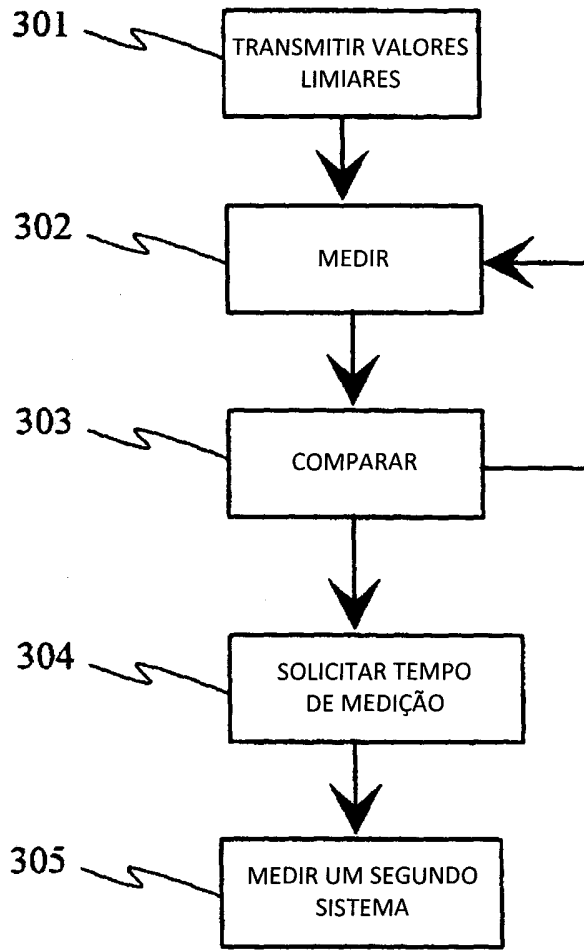 301
TRANSMITIR VALORES
LIMIARES
302
MEDIR
303
COMPARAR
304
SOLICITAR TEMPO
DE MEDIÇÃO
305
MEDIR UM SEGUNDO
SISTEMA